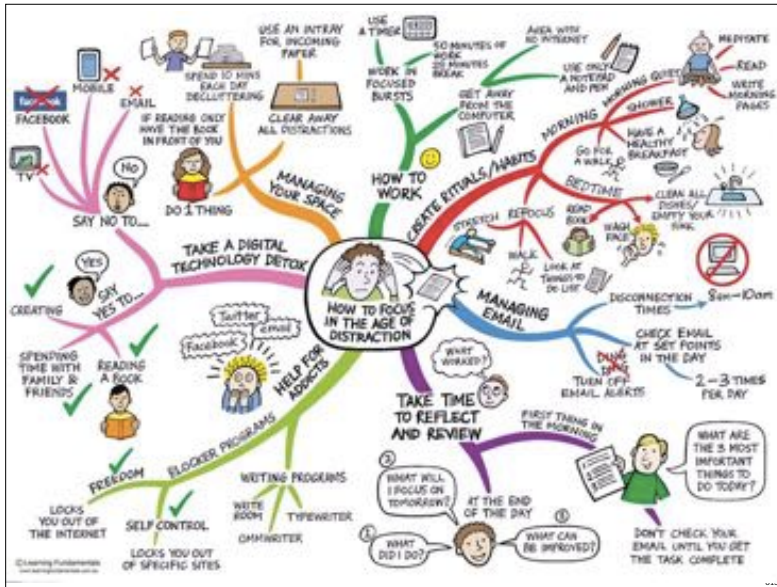 HOW TO FOCUS
IN THE AGE OF
DISTRACTION
HOW TO WORK
USE
A TIMER
WORK IN
FOCUSED
BURSTS
50 MINUTES OF
WORK
GET AWAY
FROM THE
COMPUTER
AREA WITH
NO INTERNET
USE ONLY
A NOTEPAD
AND PEN
CREATE RITUALS/HABITS
MORNING
MORNING QUIET
MEDITATE
READ
WRITE
MORNING
PAGES
SHOWER
HAVE A
HEALTHY
BREAKFAST
GO FOR
A WALK
BEDTIME
CLEAN ALL
DISHES/
EMPTY YOUR
SINK
WASH
FACE
READ
BOOK
REFOCUS
STRETCH
WALK
LOOK AT
THINGS TO
DO LIST
MANAGING
EMAIL
DISCONNECTION
TIMES
8am-10am
CHECK EMAIL
AT SET POINTS
IN THE DAY
2-3 TIMES
PER DAY
DING
DING
TURN OFF
EMAIL ALERTS
TAKE TIME
TO REFLECT
AND REVIEW
WHAT
WORKED?
FIRST THING IN
THE MORNING
WHAT ARE
THE 3 MOST
IMPORTANT
THINGS TO
DO TODAY?
DON'T CHECK YOUR
EMAIL UNTIL YOU GET
THE TASK COMPLETE
AT THE END
OF THE DAY
1
WHAT
DID I DO?
2
WHAT WILL
I FOCUS ON
TOMORROW?
3
WHAT CAN
BE IMPROVED?
HELP FOR
ADDICTS
Twitter
email
Facebook
BLOCKER PROGRAMS
FREEDOM
LOCKS
YOU OUT OF
THE INTERNET
SELF CONTROL
LOCKS YOU OUT
OF SPECIFIC SITES
WRITING PROGRAMS
WRITE
ROOM
OMMWRITER
TYPEWRITER
TAKE A DIGITAL
TECHNOLOGY DETOX
NO
SAY NO TO...
TV
FACEBOOK
MOBILE
EMAIL
YES
SAY
YES TO...
CREATING
SPENDING
TIME WITH
FAMILY &
FRIENDS
READING
A BOOK
MANAGING
YOUR SPACE
DO 1 THING
IF READING ONLY
HAVE THE BOOK
IN FRONT OF YOU
SPEND 10 MINS
EACH DAY
DECLUTTERING
CLEAR AWAY
ALL DISTRACTIONS
USE AN INTRAY
FOR INCOMING
PAPER
© Learning Fundamentals